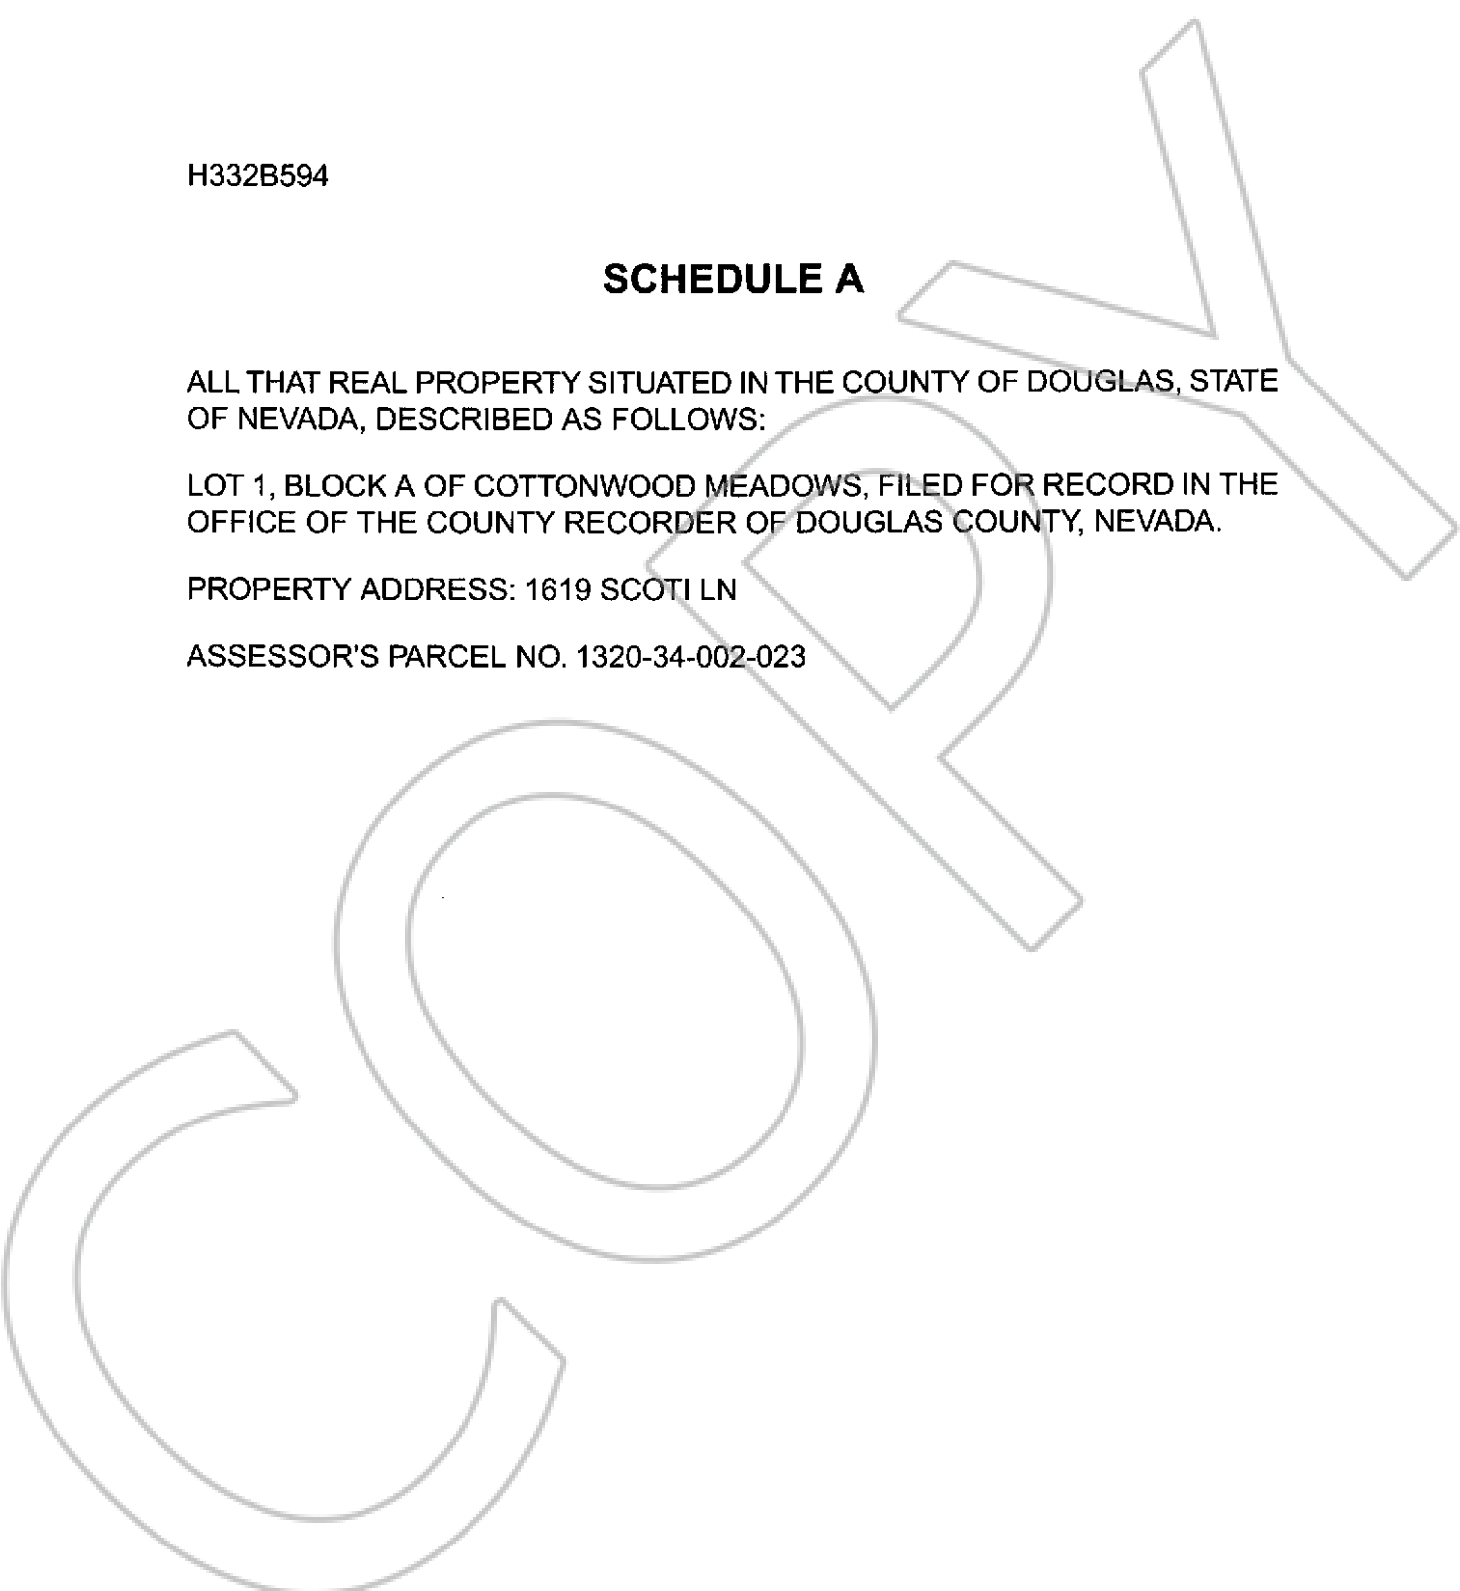 H332B594
SCHEDULE A
ALL THAT REAL PROPERTY SITUATED IN THE COUNTY OF DOUGLAS, STATE
OF NEVADA, DESCRIBED AS FOLLOWS:
LOT 1, BLOCK A OF COTTONWOOD MEADOWS, FILED FOR RECORD IN THE
OFFICE OF THE COUNTY RECORDER OF DOUGLAS COUNTY, NEVADA.
PROPERTY ADDRESS: 1619 SCOTI LN
ASSESSOR'S PARCEL NO. 1320-34-002-023
COPY